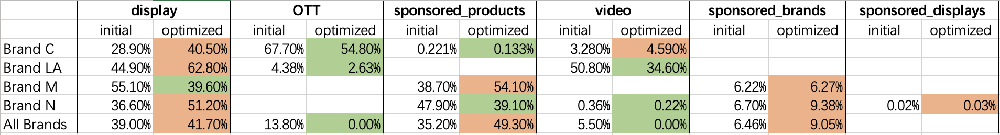 display OTT sponsored_products video sponsored_brands sponsored_displays
initial optimized initial optimized initial optimized initial optimized initial optimized initial optimized
Brand C 28.90% 40.50% 67.70% 54.80% 0.221% 0.133% 3.280% 4.590%
Brand LA 44.90% 62.80% 4.38% 2.63% 50.80% 34.60%
Brand M 55.10% 39.60% 38.70% 54.10% 6.22% 6.27%
Brand N 36.60% 51.20% 47.90% 39.10% 0.36% 0.22% 6.70% 9.38% 0.02% 0.03%
All Brands 39.00% 41.70% 13.80% 0.00% 35.20% 49.30% 5.50% 0.00% 6.46% 9.05%